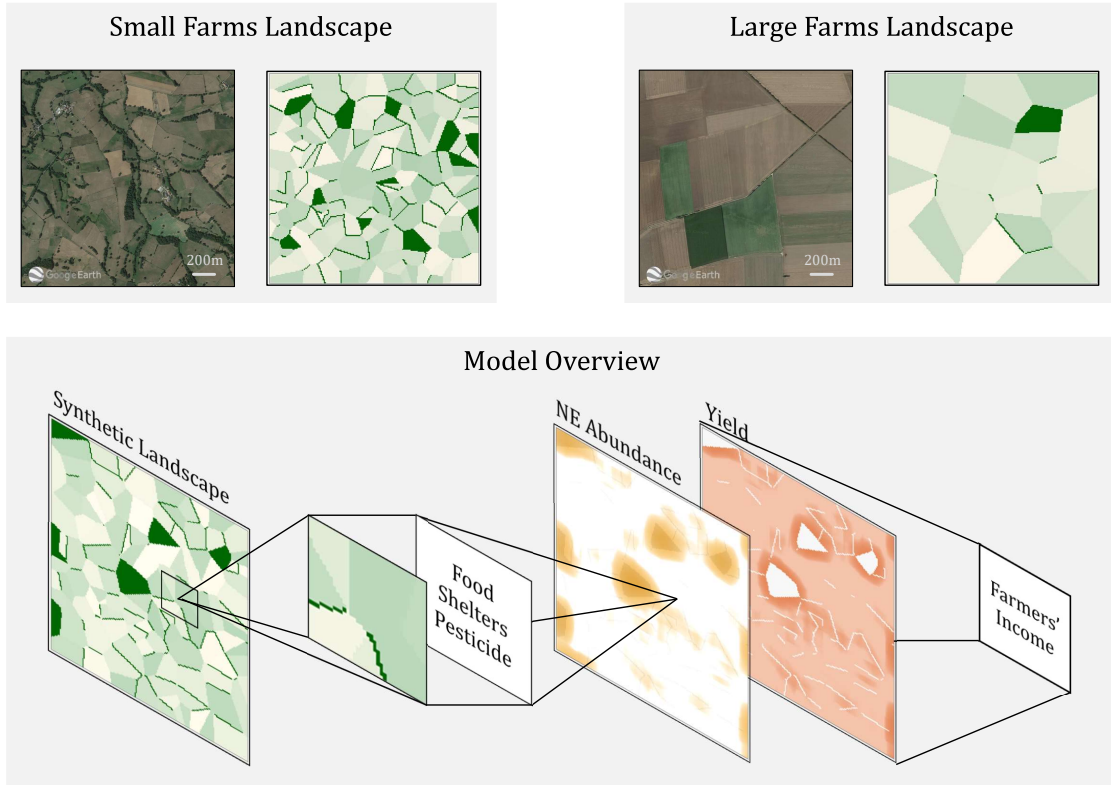 Small Farms Landscape
Large Farms Landscape
200m
Google Earth
200m
Google Earth
Model Overview
Synthetic Landscape
NE Abundance
Yield
Food
Shelters
Pesticide
Farmers'
Income